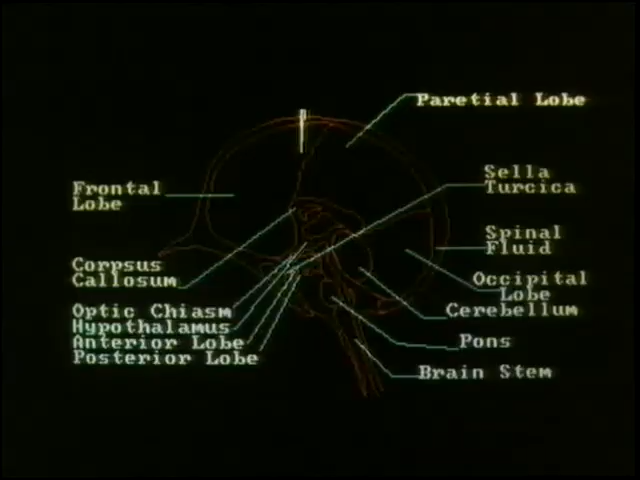 Paretial Lobe
Frontal
Lobe
Sella
Turcica
Spinal
Fluid
Corpsus
Callosum
Occipital
Lobe
Optic Chiasm
Hypothalamus
Anterior Lobe
Posterior Lobe
Cerebellum
Pons
Brain Stem